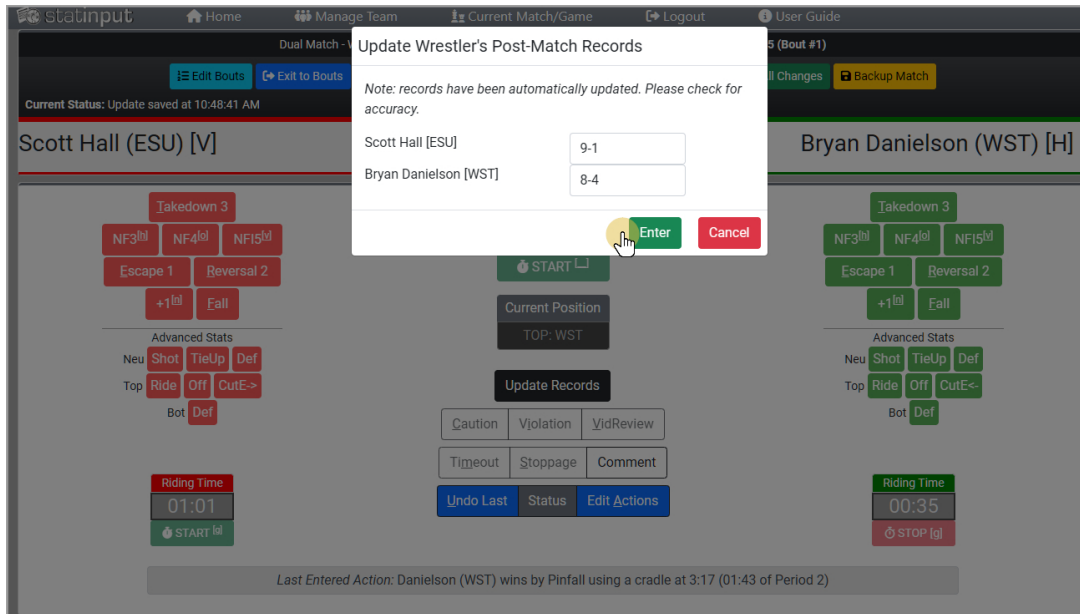 statinput Home Manage Team Current Match/Game Logout User Guide
Dual Match - W
5 (Bout #1)
Edit Bouts Exit to Bouts
l Changes Backup Match
Current Status: Update saved at 10:48:41 AM
Update Wrestler's Post-Match Records
Note: records have been automatically updated. Please check for
accuracy.
Scott Hall [ESU] 9-1
Bryan Danielson [WST] 8-4
Enter Cancel
Scott Hall (ESU) [V]
Bryan Danielson (WST) [H]
Takedown 3
NF3[h] NF4[o] NFI5[v]
Escape 1 Reversal 2
+1[n] Fall
Advanced Stats
Neu Shot TieUp Def
Top Ride Off CutE->
Bot Def
Riding Time
01:01
START [g]
START [_]
Current Position
TOP: WST
Update Records
Caution Violation VidReview
Timeout Stoppage Comment
Undo Last Status Edit Actions
Takedown 3
NF3[h] NF4[o] NFI5[v]
Escape 1 Reversal 2
+1[n] Fall
Advanced Stats
Neu Shot TieUp Def
Top Ride Off CutE<-
Bot Def
Riding Time
00:35
STOP [g]
Last Entered Action: Danielson (WST) wins by Pinfall using a cradle at 3:17 (01:43 of Period 2)